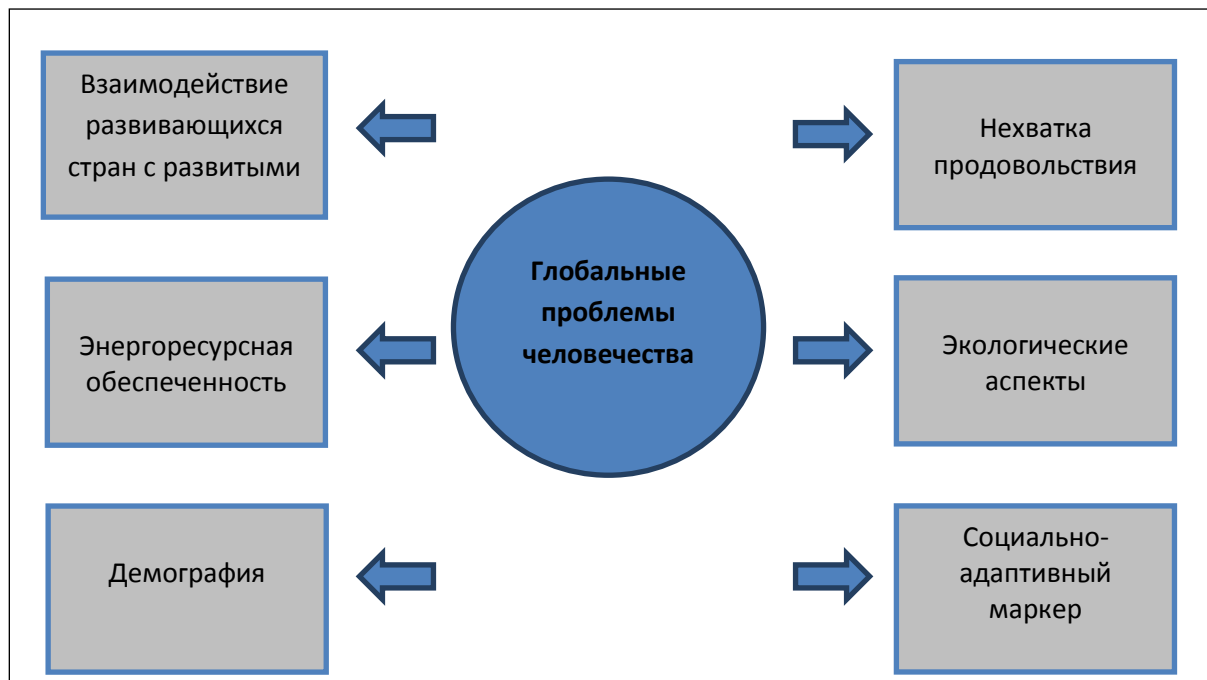 Взаимодействие
развивающихся
стран с развитыми
Энергоресурсная
обеспеченность
Демография
Глобальные
проблемы
человечества
Нехватка
продовольствия
Экологические
аспекты
Социально-
адаптивный
маркер